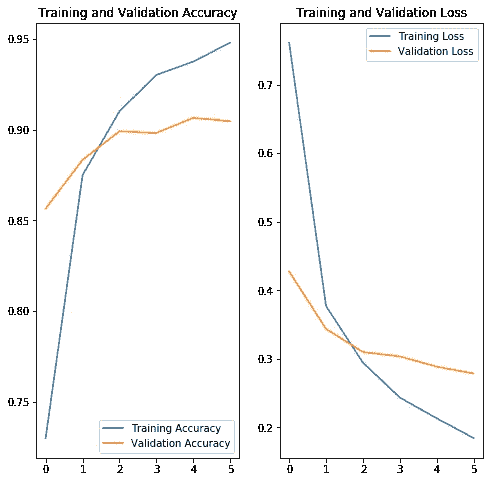 Training and Validation Accuracy
0.95
0.90
0.85
0.80
0.75
Training Accuracy
Validation Accuracy
0 1 2 3 4 5
Training and Validation Loss
Training Loss
Validation Loss
0.7
0.6
0.5
0.4
0.3
0.2
0 1 2 3 4 5